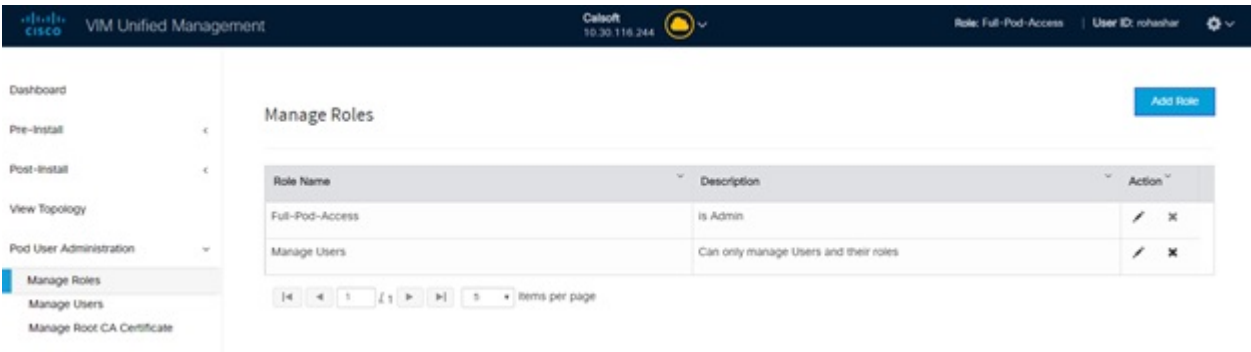 CISCO VIM Unified Management
Calsoft
10.30.116.244
Role: Full-Pod-Access | User ID: rohashar
Dashboard
Pre-Install
Post-Install
View Topology
Pod User Administration
Manage Roles
Manage Users
Manage Root CA Certificate
Manage Roles
Add Role
Role Name Description Action
Full-Pod-Access is Admin
Manage Users Can only manage Users and their roles
1 / 1 5 items per page